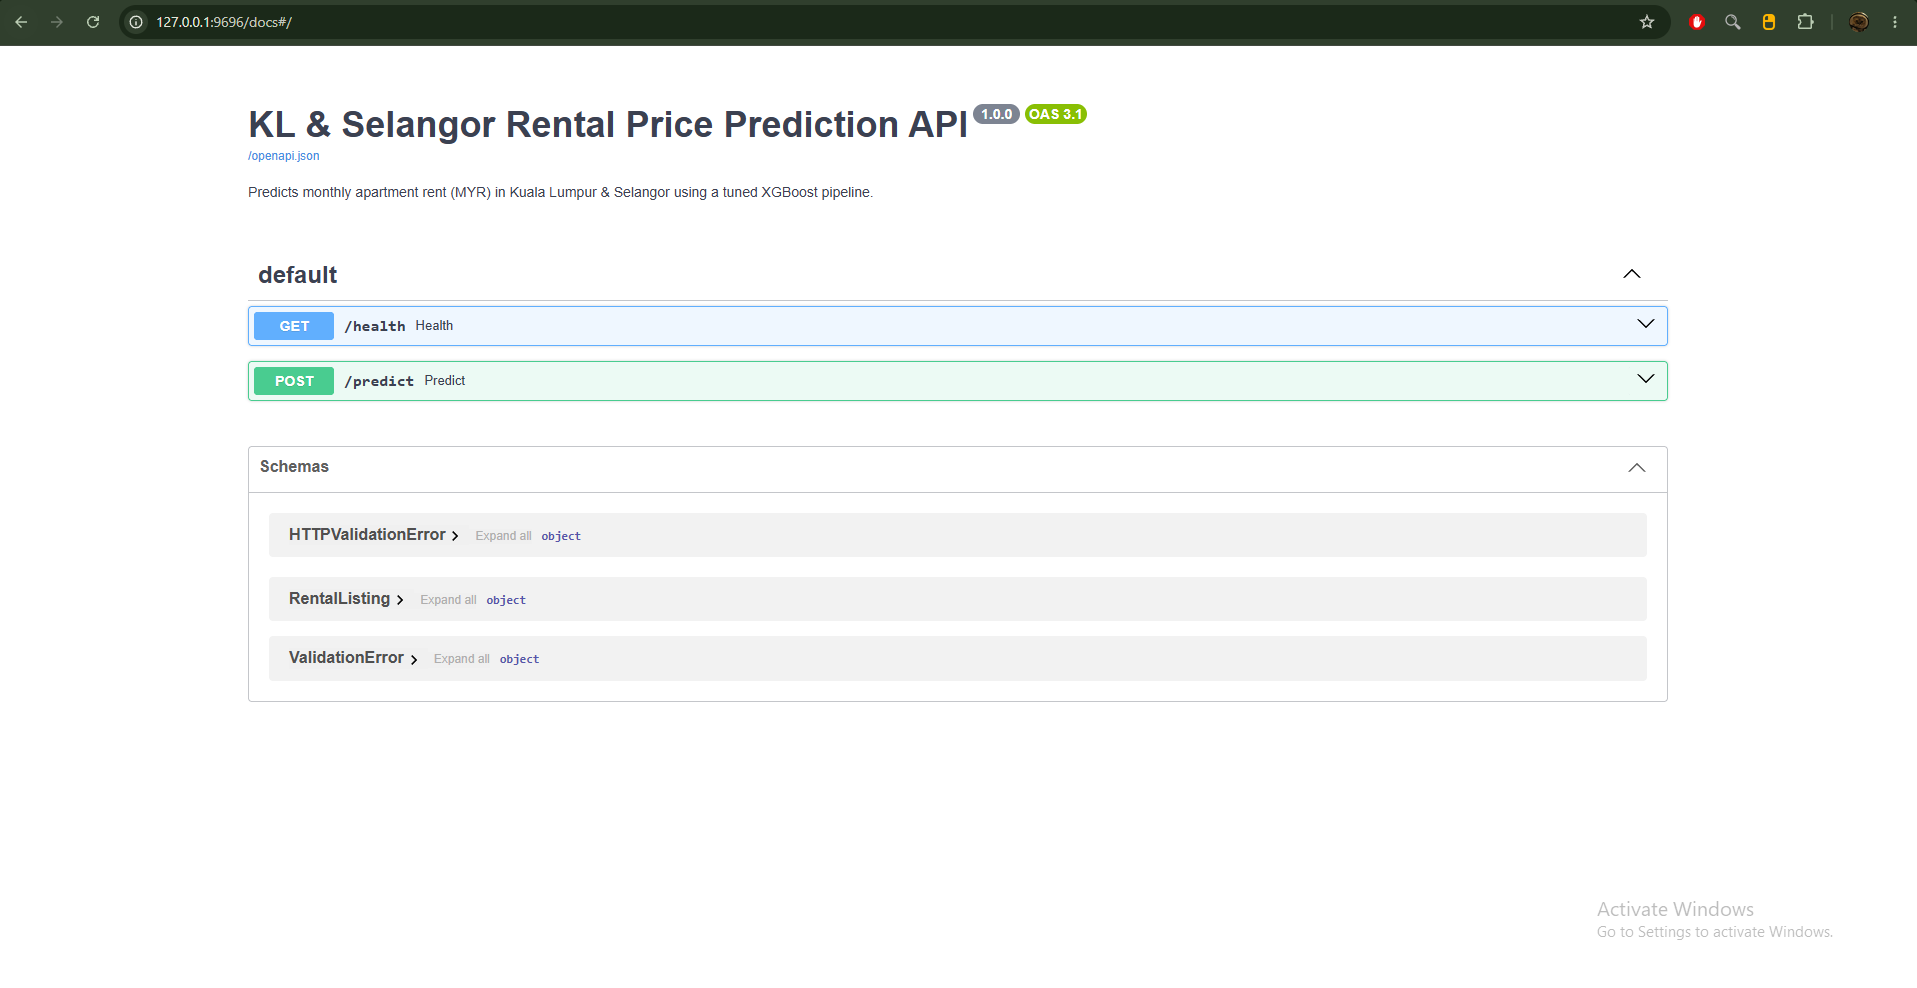 127.0.0.1:9696/docs#/
KL & Selangor Rental Price Prediction API 1.0.0 OAS 3.1
/openapi.json
Predicts monthly apartment rent (MYR) in Kuala Lumpur & Selangor using a tuned XGBoost pipeline.
default
GET /health Health
POST /predict Predict
Schemas
HTTPValidationError Expand all object
RentalListing Expand all object
ValidationError Expand all object
Activate Windows
Go to Settings to activate Windows.